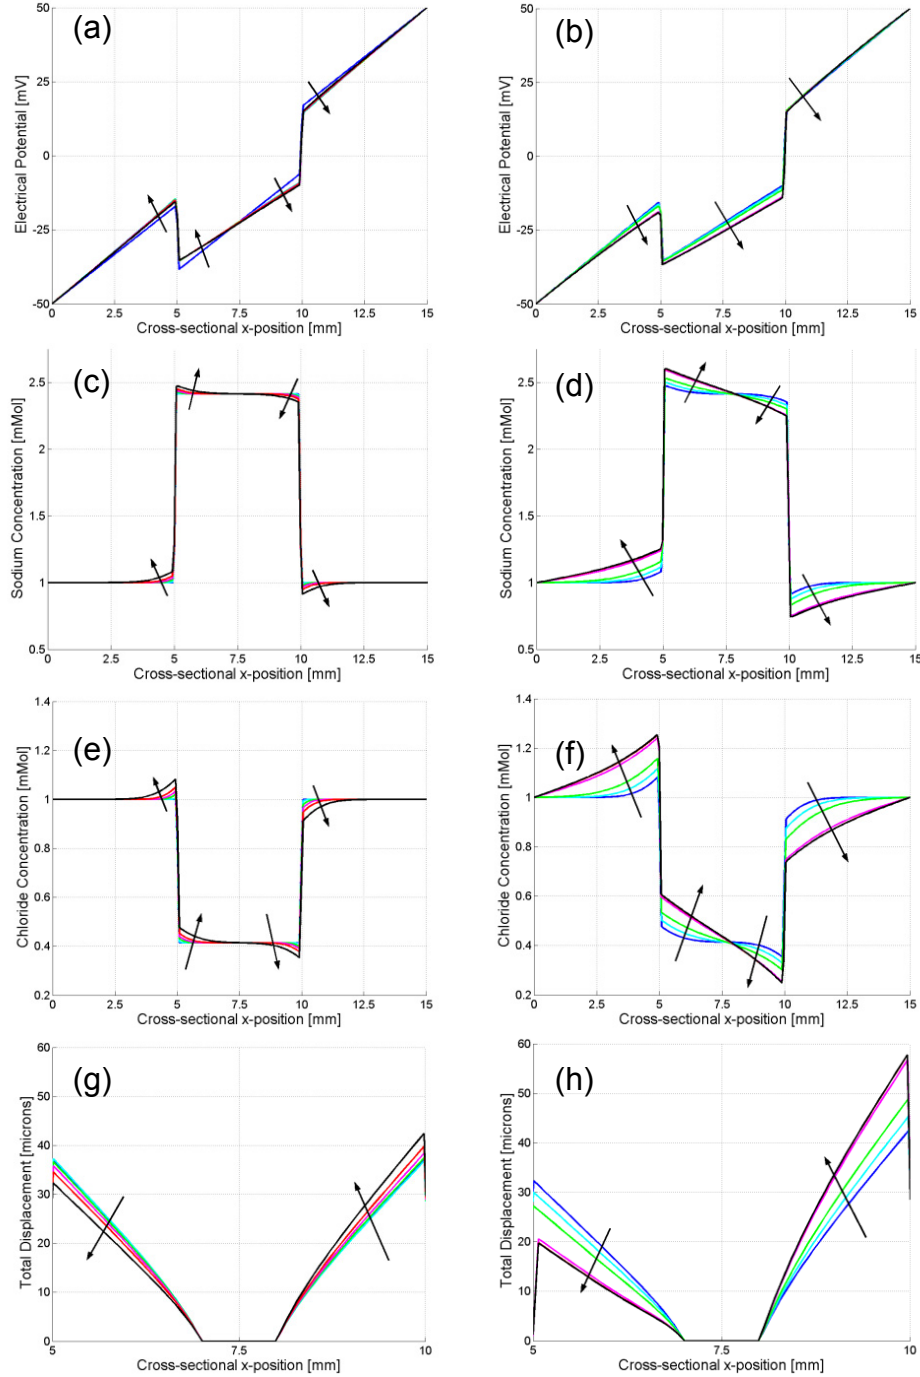 (a)
50
25
0
-25
-50
Electrical Potential [mV]
0 2.5 5 7.5 10 12.5 15
Cross-sectional x-position [mm]
(b)
50
25
0
-25
-50
Electrical Potential [mV]
0 2.5 5 7.5 10 12.5 15
Cross-sectional x-position [mm]
(c)
2.5
2
1.5
1
0.5
Sodium Concentration [mMol]
0 2.5 5 7.5 10 12.5 15
Cross-sectional x-position [mm]
(d)
2.5
2
1.5
1
0.5
Sodium Concentration [mMol]
0 2.5 5 7.5 10 12.5 15
Cross-sectional x-position [mm]
(e)
1.4
1.2
1
0.8
0.6
0.4
0.2
Chloride Concentration [mMol]
0 2.5 5 7.5 10 12.5 15
Cross-sectional x-position [mm]
(f)
1.4
1.2
1
0.8
0.6
0.4
0.2
Chloride Concentration [mMol]
0 2.5 5 7.5 10 12.5 15
Cross-sectional x-position [mm]
(g)
60
50
40
30
20
10
0
Total Displacement [microns]
5 7.5 10
Cross-sectional x-position [mm]
(h)
60
50
40
30
20
10
0
Total Displacement [microns]
5 7.5 10
Cross-sectional x-position [mm]